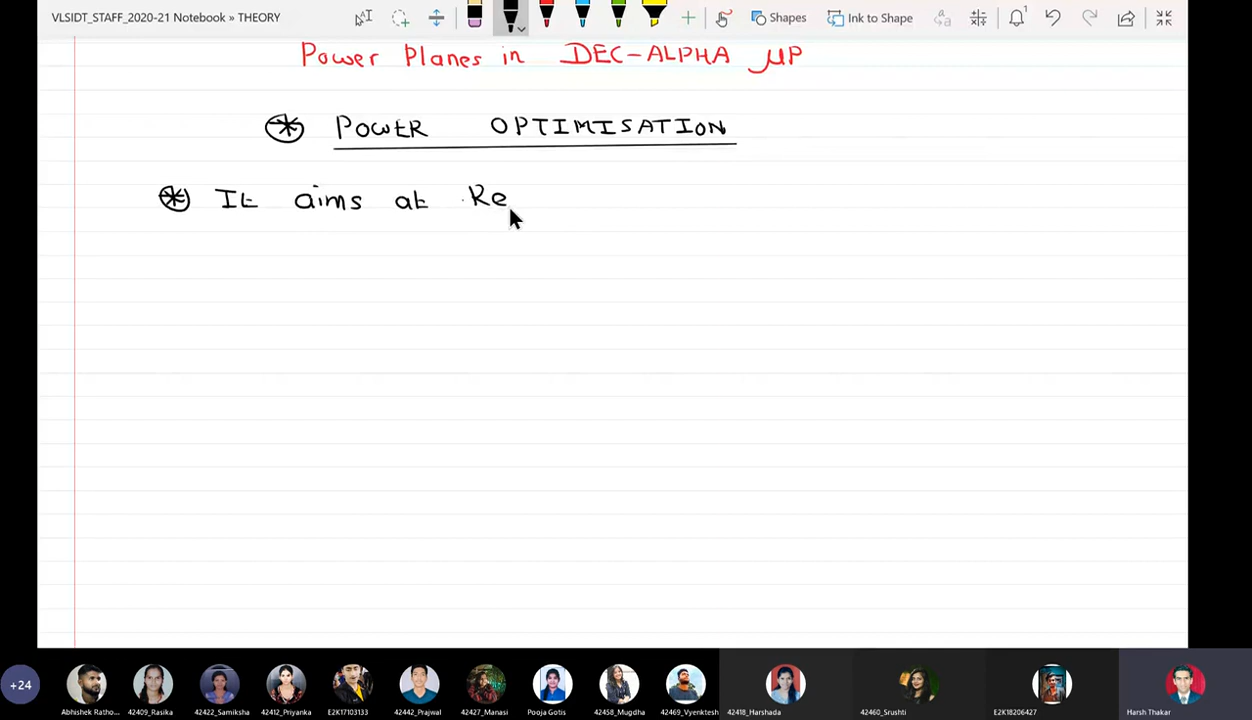 VLSIDT_STAFF_2020-21 Notebook » THEORY
Shapes
Ink to Shape
Power Planes in DEC-ALPHA μP
POWER OPTIMISATION
It aims at Re
+24
Abhishek Ratho...
42409_Rasika
42422_Samiksha
42412_Priyanka
E2K17103133
42442_Prajwal
42427_Manasi
Pooja Gotis
42458_Mugdha
42469_Vyenktesh
42418_Harshada
42460_Srushti
E2K18206427
Harsh Thakar